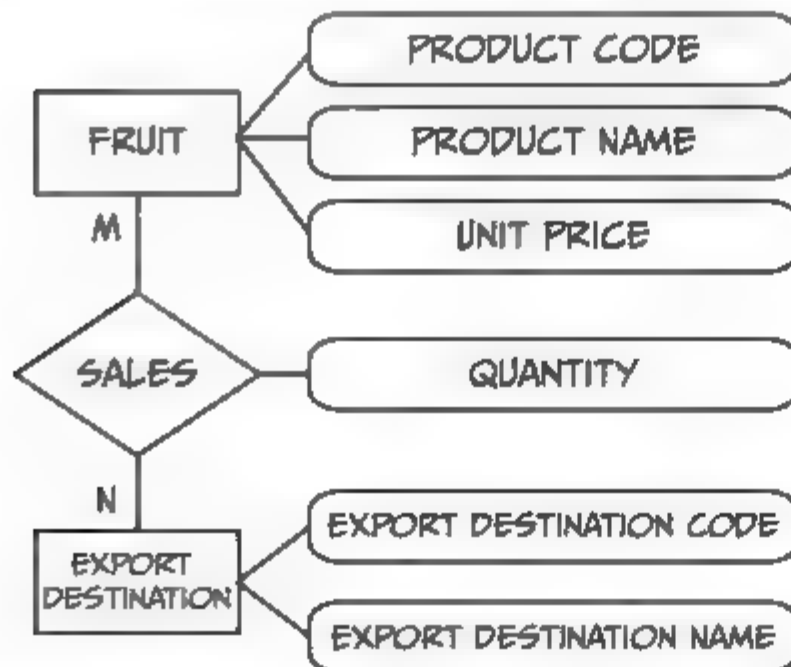 PRODUCT CODE
FRUIT
PRODUCT NAME
UNIT PRICE
M
SALES
QUANTITY
N
EXPORT DESTINATION CODE
EXPORT
DESTINATION
EXPORT DESTINATION NAME